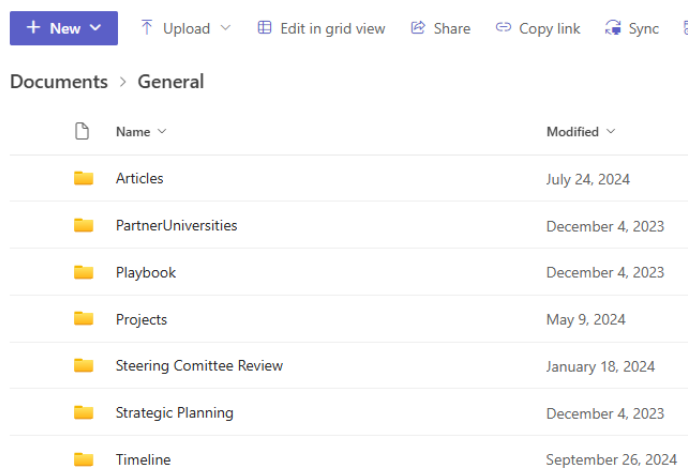 + New Upload Edit in grid view Share Copy link Sync
Documents > General
Name Modified
Articles July 24, 2024
PartnerUniversities December 4, 2023
Playbook December 4, 2023
Projects May 9, 2024
Steering Comittee Review January 18, 2024
Strategic Planning December 4, 2023
Timeline September 26, 2024